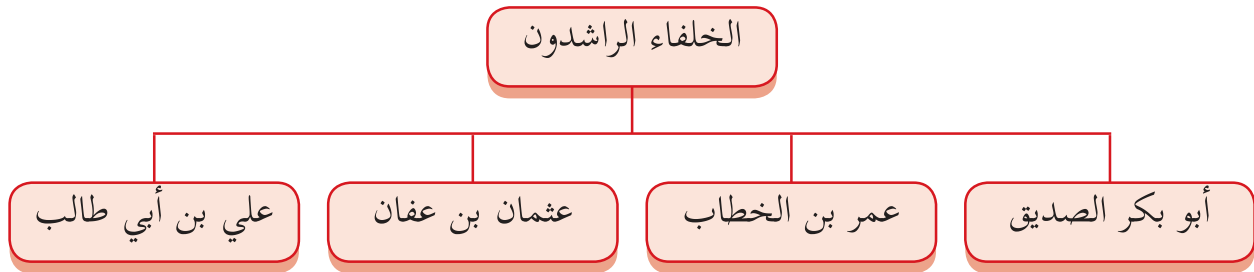 الخلفاء الراشدون
أبو بكر الصديق
عمر بن الخطاب
عثمان بن عفان
علي بن أبي طالب